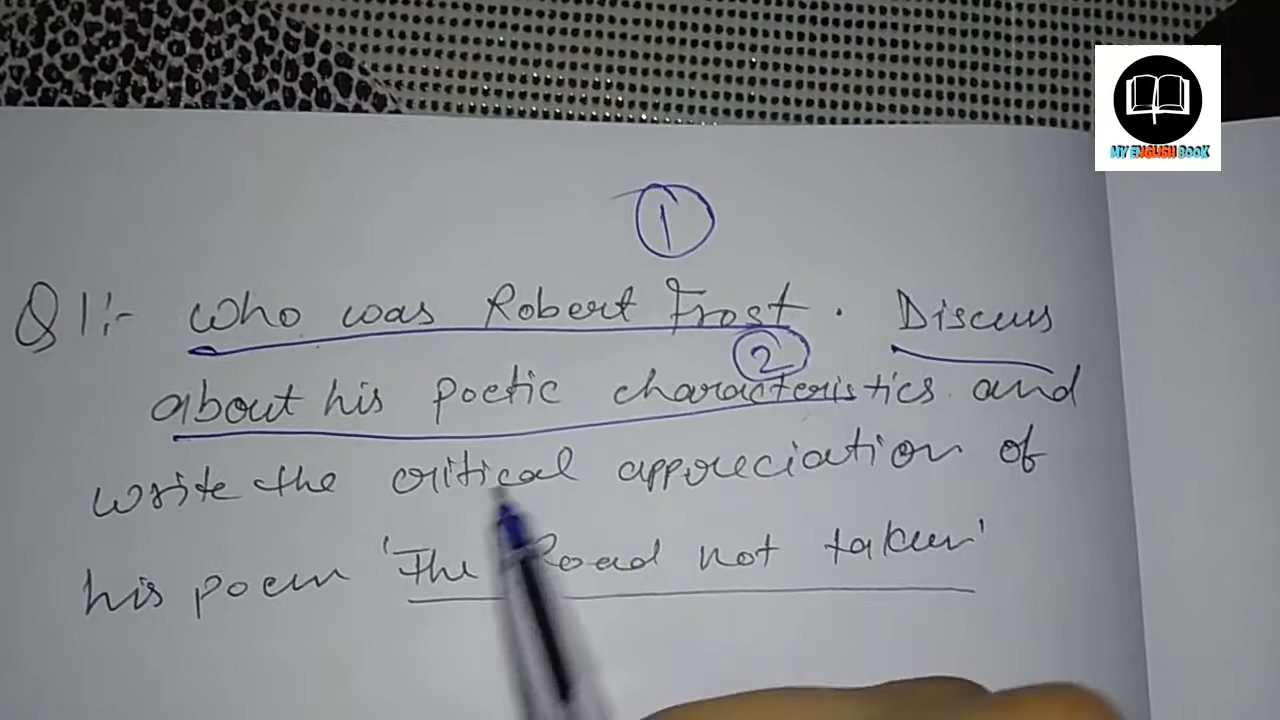 MY ENGLISH BOOK
1
Q1:- Who was Robert Frost. Discuss
2
about his poetic characteristics and
write the critical appreciation of
his poem 'The Road not taken'